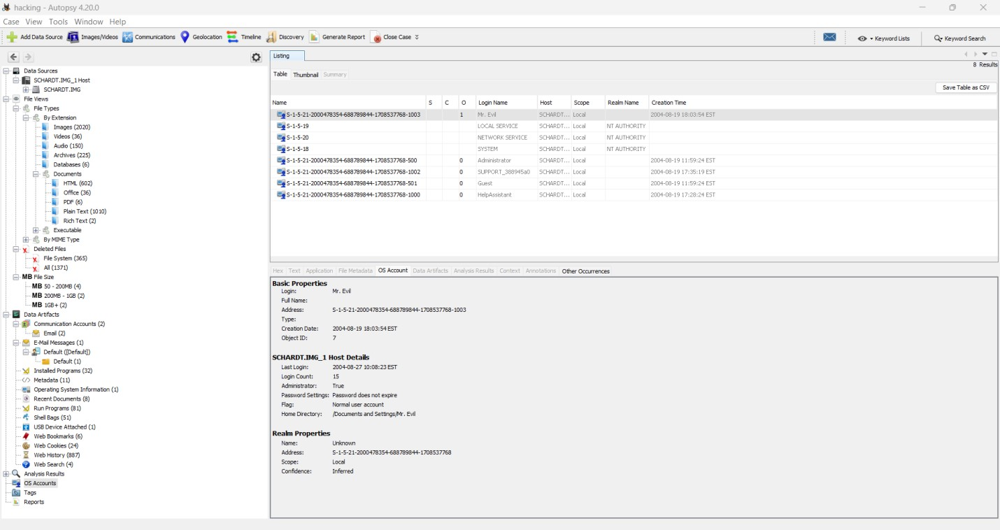 hacking - Autopsy 4.20.0
Case View Tools Window Help
Add Data Source Images/Videos Communications Geolocation Timeline Discovery Generate Report Close Case Keyword Lists Keyword Search
Data Sources
SCHARDT.IMG_1 Host
SCHARDT.IMG
File Views
File Types
By Extension
Images (2020)
Videos (36)
Audio (150)
Archives (225)
Databases (6)
Documents
HTML (602)
Office (36)
PDF (6)
Plain Text (1010)
Rich Text (2)
Executable
By MIME Type
Deleted Files
File System (365)
All (1371)
MB File Size
MB 50 - 200MB (4)
MB 200MB - 1GB (2)
MB 1GB+ (2)
Data Artifacts
Communication Accounts (2)
Email (2)
E-Mail Messages (1)
Default ([Default])
Default (1)
Installed Programs (32)
Metadata (11)
Operating System Information (1)
Recent Documents (8)
Run Programs (81)
Shell Bags (51)
USB Device Attached (1)
Web Bookmarks (6)
Web Cookies (24)
Web History (887)
Web Search (4)
Analysis Results
OS Accounts
Tags
Reports
Listing
8 Results
Table Thumbnail Summary
Save Table as CSV
Name S C O Login Name Host Scope Realm Name Creation Time
S-1-5-21-2000478354-688789844-1708537768-1003 1 Mr. Evil SCHARDT... Local 2004-08-19 18:03:54 EST
S-1-5-19 LOCAL SERVICE SCHARDT... Local NT AUTHORITY
S-1-5-20 NETWORK SERVICE SCHARDT... Local NT AUTHORITY
S-1-5-18 SYSTEM SCHARDT... Local NT AUTHORITY
S-1-5-21-2000478354-688789844-1708537768-500 0 Administrator SCHARDT... Local 2004-08-19 11:59:24 EST
S-1-5-21-2000478354-688789844-1708537768-1002 0 SUPPORT_388945a0 SCHARDT... Local 2004-08-19 17:35:19 EST
S-1-5-21-2000478354-688789844-1708537768-501 0 Guest SCHARDT... Local 2004-08-19 11:59:24 EST
S-1-5-21-2000478354-688789844-1708537768-1000 0 HelpAssistant SCHARDT... Local 2004-08-19 17:28:24 EST
Hex Text Application File Metadata OS Account Data Artifacts Analysis Results Context Annotations Other Occurrences
Basic Properties
Login: Mr. Evil
Full Name:
Address: S-1-5-21-2000478354-688789844-1708537768-1003
Type:
Creation Date: 2004-08-19 18:03:54 EST
Object ID: 7
SCHARDT.IMG_1 Host Details
Last Login: 2004-08-27 10:08:23 EST
Login Count: 15
Administrator: True
Password Settings: Password does not expire
Flag: Normal user account
Home Directory: /Documents and Settings/Mr. Evil
Realm Properties
Name: Unknown
Address: S-1-5-21-2000478354-688789844-1708537768
Scope: Local
Confidence: Inferred